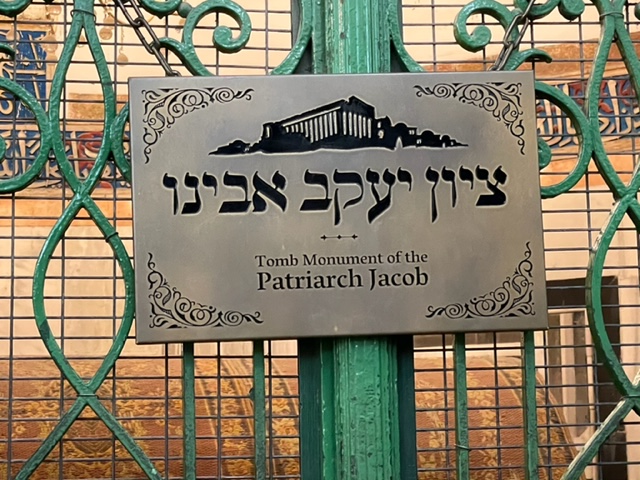 ציון יעקב אבינו
Tomb Monument of the
Patriarch Jacob